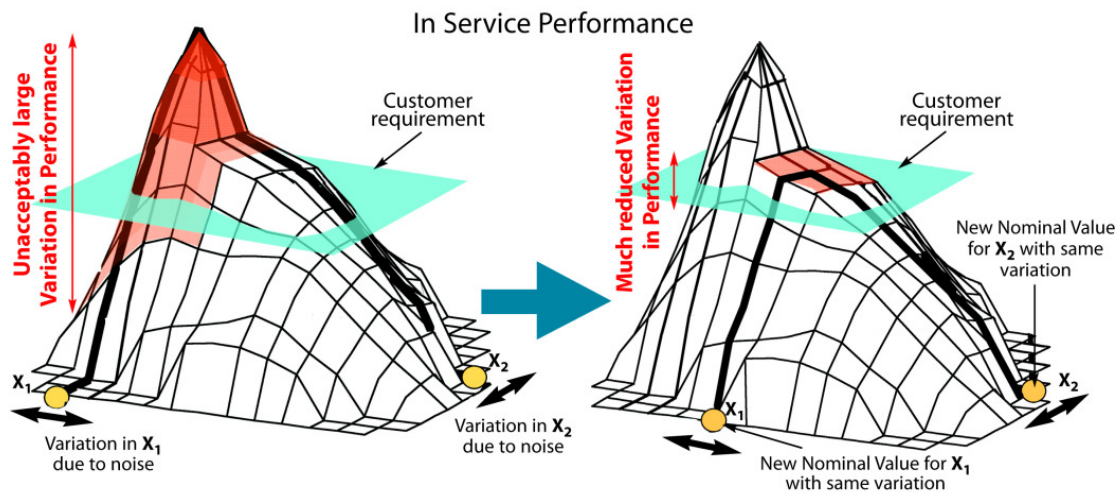 In Service Performance
Unacceptably large
Variation in Performance
Customer
requirement
X1
X2
Variation in X1
due to noise
Variation in X2
due to noise
Much reduced Variation
in Performance
Customer
requirement
New Nominal Value
for X2 with same
variation
X1
X2
New Nominal Value for X1
with same variation